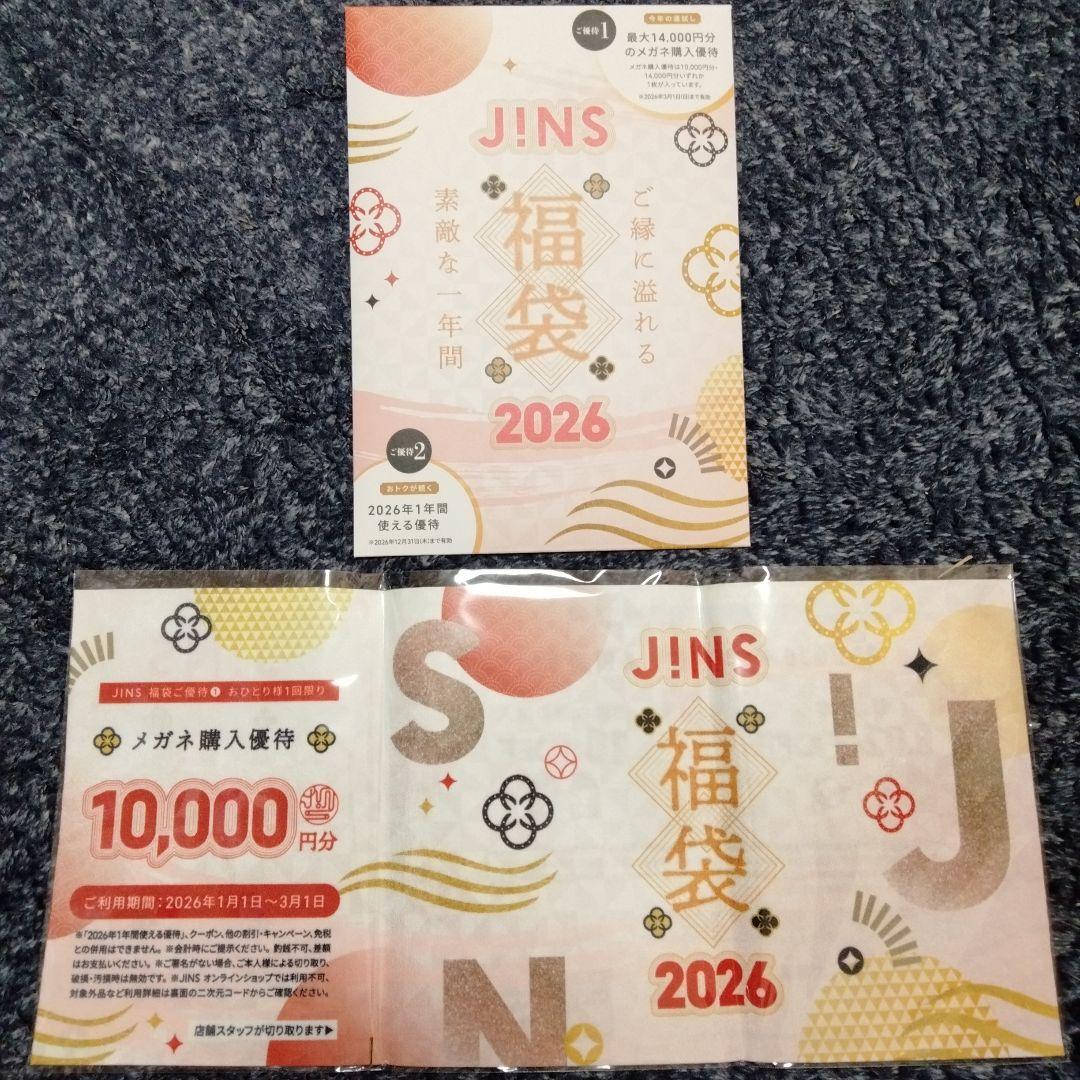 ご優待1
今年の運試し
最大14,000円分
のメガネ購入優待
メガネ購入優待は10,000円分・
14,000円分いずれか
1枚が入っています。
※2026年3月1日(日)まで有効
J!NS
福袋
ご縁に溢れる
素敵な一年間
2026
ご優待2
おトクが続く
2026年1年間
使える優待
※2026年12月31日(木)まで有効
JINS 福袋ご優待❶ おひとり様1回限り
メガネ購入優待
10,000
円分
ご利用期間:2026年1月1日~3月1日
※「2026年1年間使える優待」、クーポン、他の割引・キャンペーン、免税
との併用はできません。※会計時にご提示ください。釣銭不可、差額
はお支払いください。※ご署名がない場合、ご本人様による切り取り、
破損・汚損時は無効です。※JINS オンラインショップでは利用不可、
対象外品など利用詳細は裏面の二次元コードからご確認ください。
店舗スタッフが切り取ります▶
S
N
J!NS
福袋
2026
!
J